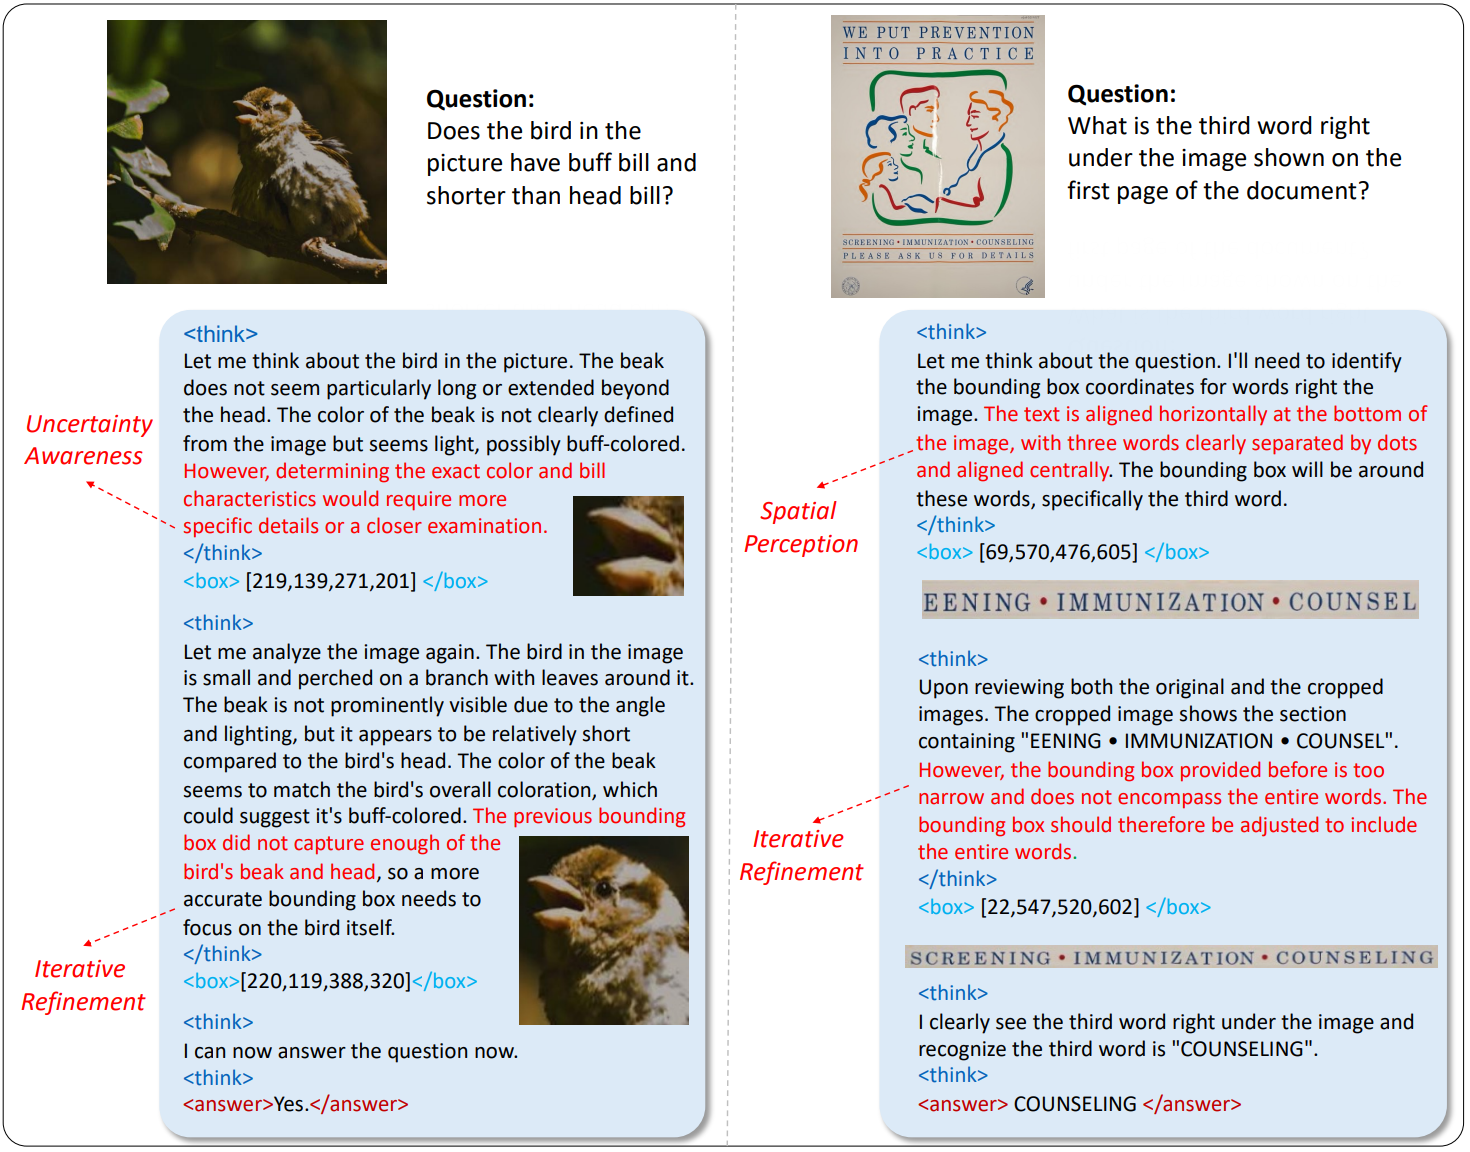 Question:
Does the bird in the
picture have buff bill and
shorter than head bill?
<think>
Let me think about the bird in the picture. The beak
does not seem particularly long or extended beyond
the head. The color of the beak is not clearly defined
from the image but seems light, possibly buff-colored.
However, determining the exact color and bill
characteristics would require more
specific details or a closer examination.
</think>
<box> [219,139,271,201] </box>
Uncertainty
Awareness
<think>
Let me analyze the image again. The bird in the image
is small and perched on a branch with leaves around it.
The beak is not prominently visible due to the angle
and lighting, but it appears to be relatively short
compared to the bird's head. The color of the beak
seems to match the bird's overall coloration, which
could suggest it's buff-colored. The previous bounding
box did not capture enough of the
bird's beak and head, so a more
accurate bounding box needs to
focus on the bird itself.
</think>
<box>[220,119,388,320]</box>
Iterative
Refinement
<think>
I can now answer the question now.
<think>
<answer>Yes.</answer>
WE PUT PREVENTION
INTO PRACTICE
SCREENING • IMMUNIZATION • COUNSELING
PLEASE ASK US FOR DETAILS
Question:
What is the third word right
under the image shown on the
first page of the document?
<think>
Let me think about the question. I'll need to identify
the bounding box coordinates for words right the
image. The text is aligned horizontally at the bottom of
the image, with three words clearly separated by dots
and aligned centrally. The bounding box will be around
these words, specifically the third word.
</think>
<box> [69,570,476,605] </box>
Spatial
Perception
EENING • IMMUNIZATION • COUNSEL
<think>
Upon reviewing both the original and the cropped
images. The cropped image shows the section
containing "EENING • IMMUNIZATION • COUNSEL".
However, the bounding box provided before is too
narrow and does not encompass the entire words. The
bounding box should therefore be adjusted to include
the entire words.
</think>
<box> [22,547,520,602] </box>
Iterative
Refinement
SCREENING • IMMUNIZATION • COUNSELING
<think>
I clearly see the third word right under the image and
recognize the third word is "COUNSELING".
<think>
<answer> COUNSELING </answer>